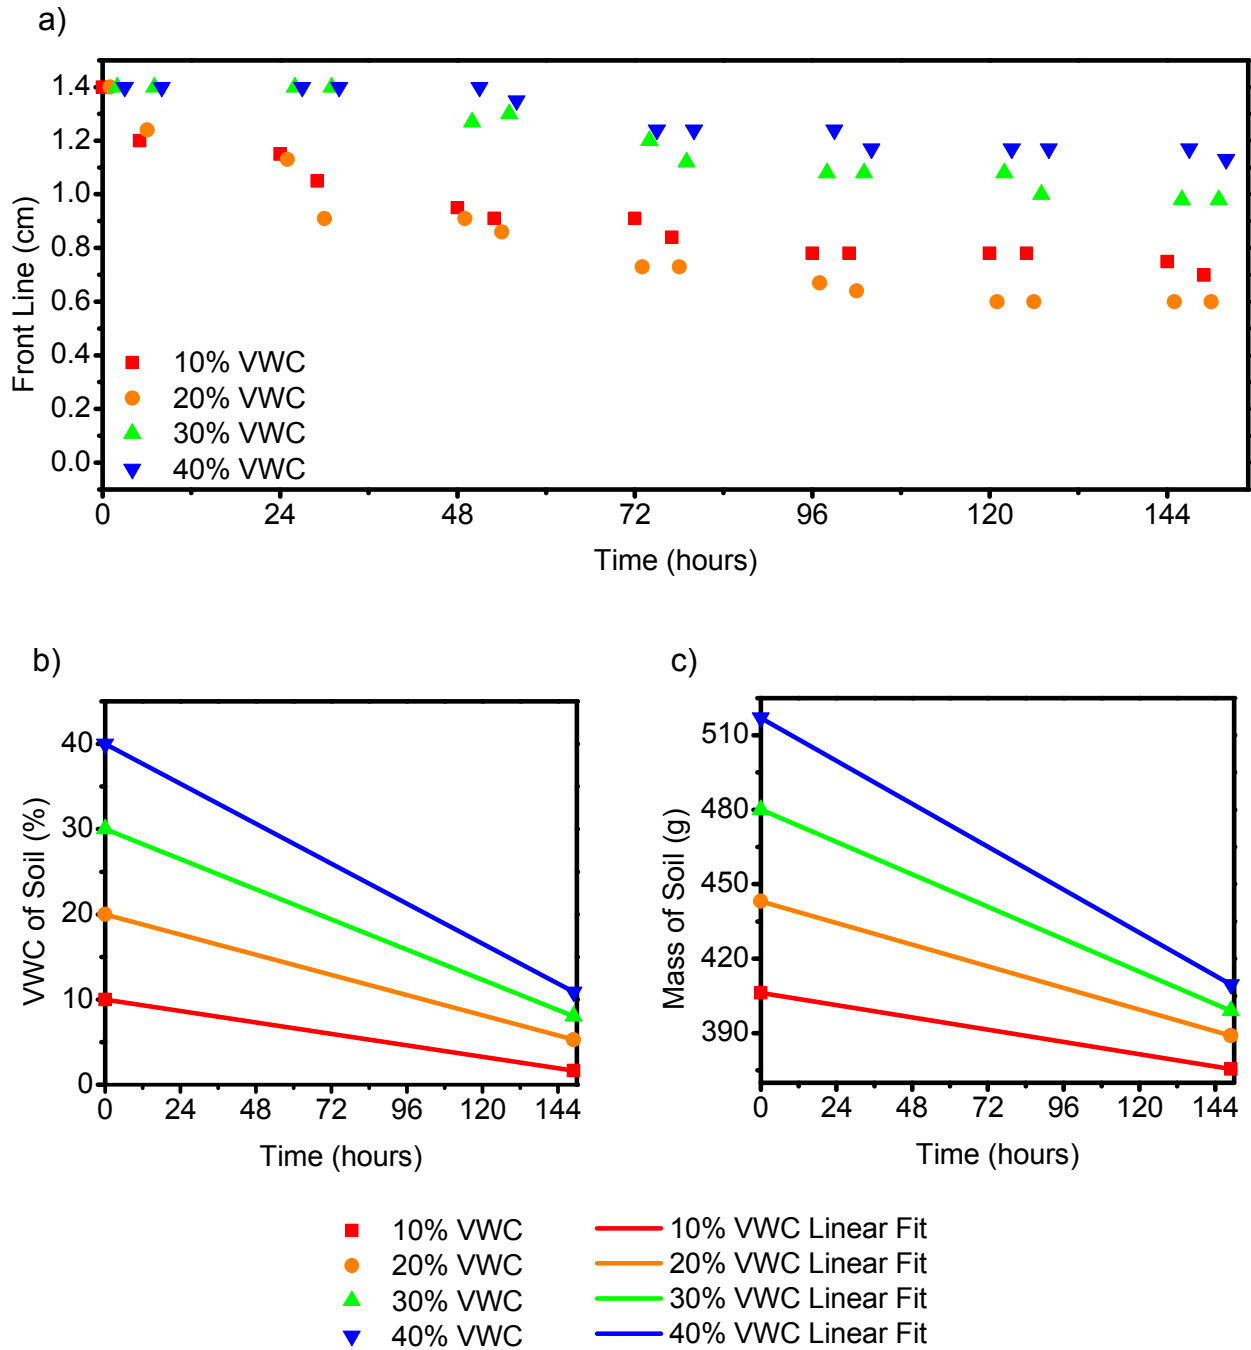 a)
Front Line (cm)
1.4
1.2
1.0
0.8
0.6
0.4
0.2
0.0
10% VWC
20% VWC
30% VWC
40% VWC
0 24 48 72 96 120 144
Time (hours)
b)
VWC of Soil (%)
40
30
20
10
0
0 24 48 72 96 120 144
Time (hours)
c)
Mass of Soil (g)
510
480
450
420
390
0 24 48 72 96 120 144
Time (hours)
10% VWC
20% VWC
30% VWC
40% VWC
10% VWC Linear Fit
20% VWC Linear Fit
30% VWC Linear Fit
40% VWC Linear Fit